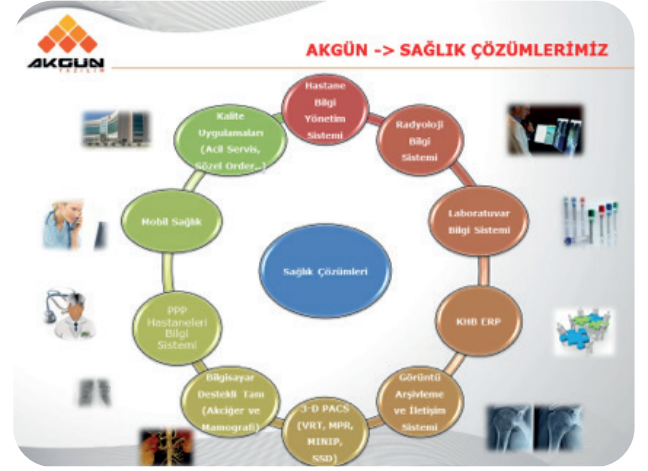 AKGÜN
YAZILIM
AKGÜN -> SAĞLIK ÇÖZÜMLERİMİZ
Hastane
Bilgi
Yönetim
Sistemi
Radyoloji
Bilgi
Sistemi
Laboratuvar
Bilgi Sistemi
KHB ERP
Görüntü
Arşivleme
ve İletişim
Sistemi
3-D PACS
(VRT, MPR,
MINIP,
SSD)
Bilgisayar
Destekli Tanı
(Akciğer ve
Mamografi)
PPP
Hastaneleri
Bilgi
Sistemi
Mobil Sağlık
Kalite
Uygulamaları
(Acil Servis,
Sözel Order..)
Sağlık Çözümleri